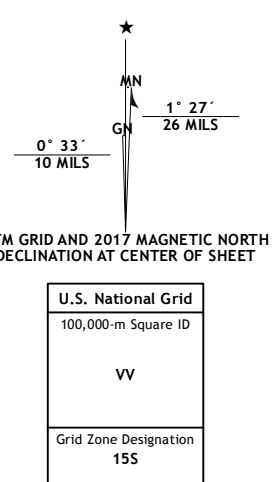 ★
MN
1° 27´
26 MILS
GN
0° 33´
10 MILS
TM GRID AND 2017 MAGNETIC NORTH
DECLINATION AT CENTER OF SHEET
U.S. National Grid
100,000-m Square ID
VV
Grid Zone Designation
15S